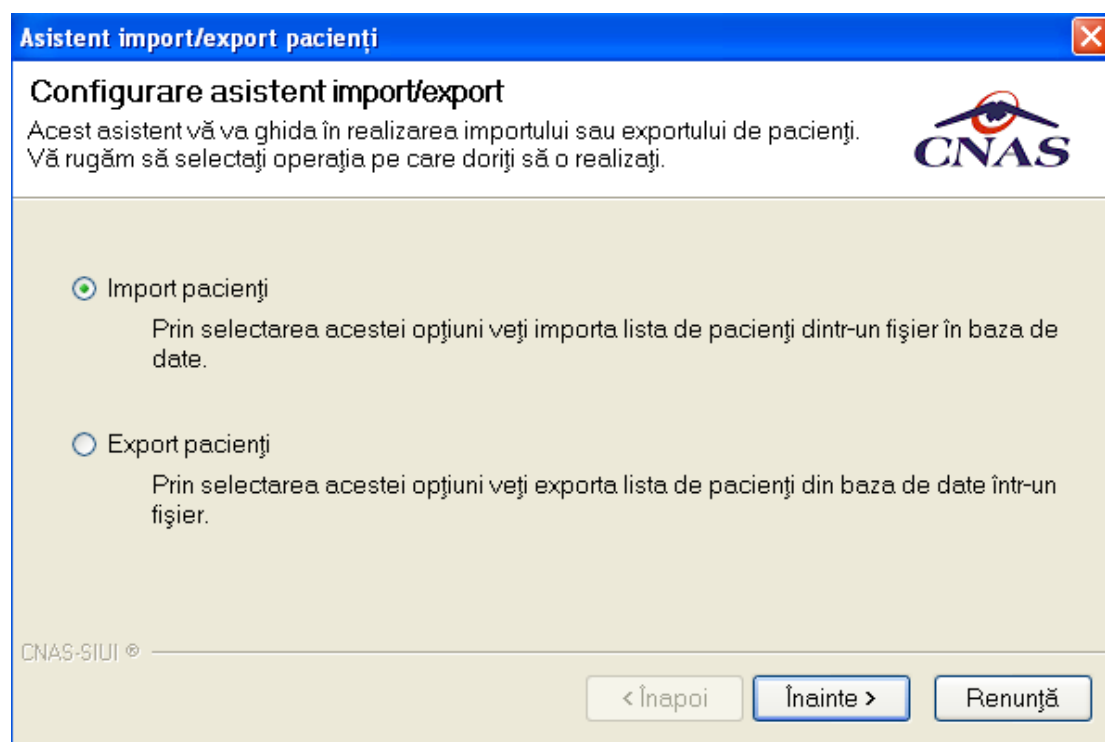 Asistent import/export pacienți
Configurare asistent import/export
Acest asistent vă va ghida în realizarea importului sau exportului de pacienţi.
Vă rugăm să selectaţi operaţia pe care doriţi să o realizaţi.
CNAS
Import pacienţi
Prin selectarea acestei opţiuni veţi importa lista de pacienţi dintr-un fişier în baza de
date.
Export pacienţi
Prin selectarea acestei opţiuni veţi exporta lista de pacienţi din baza de date într-un
fişier.
CNAS-SIUI ®
< Înapoi
Înainte >
Renunţă